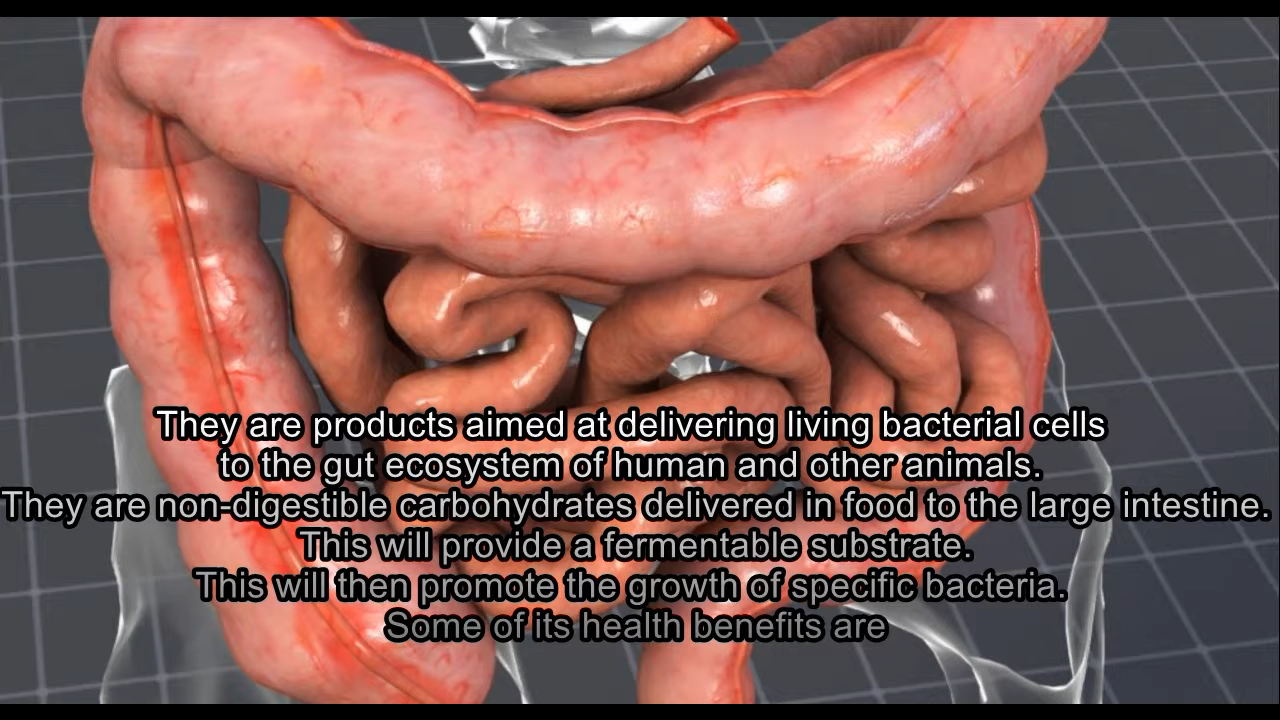 They are products aimed at delivering living bacterial cells
to the gut ecosystem of human and other animals.
They are non-digestible carbohydrates delivered in food to the large intestine.
This will provide a fermentable substrate.
This will then promote the growth of specific bacteria.
Some of its health benefits are